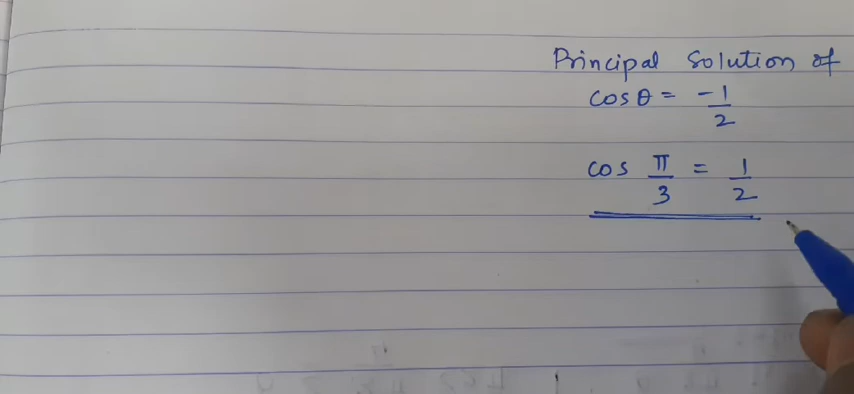 Principal Solution of
cos θ = -1/2
cos π/3 = 1/2